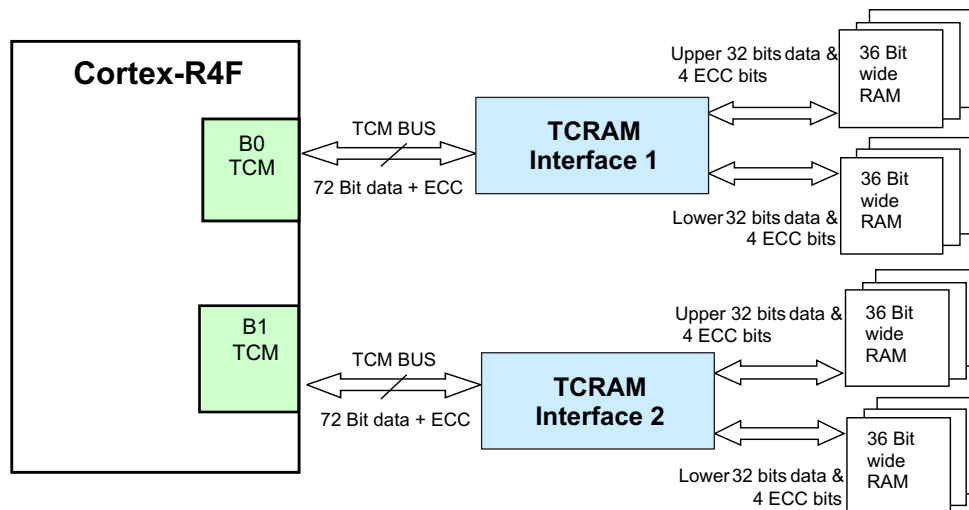 Cortex-R4F
B0
TCM
TCM BUS
72 Bit data + ECC
TCRAM
Interface 1
Upper 32 bits data &
4 ECC bits
36 Bit
wide
RAM
Lower 32 bits data &
4 ECC bits
36 Bit
wide
RAM
B1
TCM
TCM BUS
72 Bit data + ECC
TCRAM
Interface 2
Upper 32 bits data &
4 ECC bits
36 Bit
wide
RAM
Lower 32 bits data &
4 ECC bits
36 Bit
wide
RAM